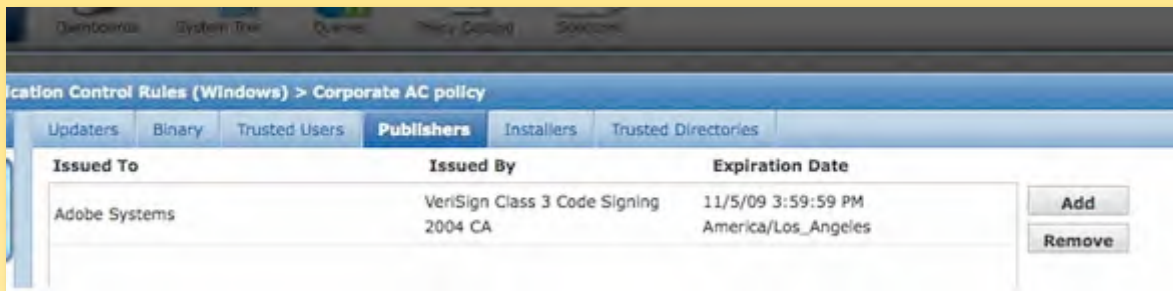 Dashboards System Tree Queries Policy Catalog
ication Control Rules (Windows) > Corporate AC policy
Updaters Binary Trusted Users Publishers Installers Trusted Directories
Issued To Issued By Expiration Date
Adobe Systems
VeriSign Class 3 Code Signing
2004 CA
11/5/09 3:59:59 PM
America/Los_Angeles
Add
Remove